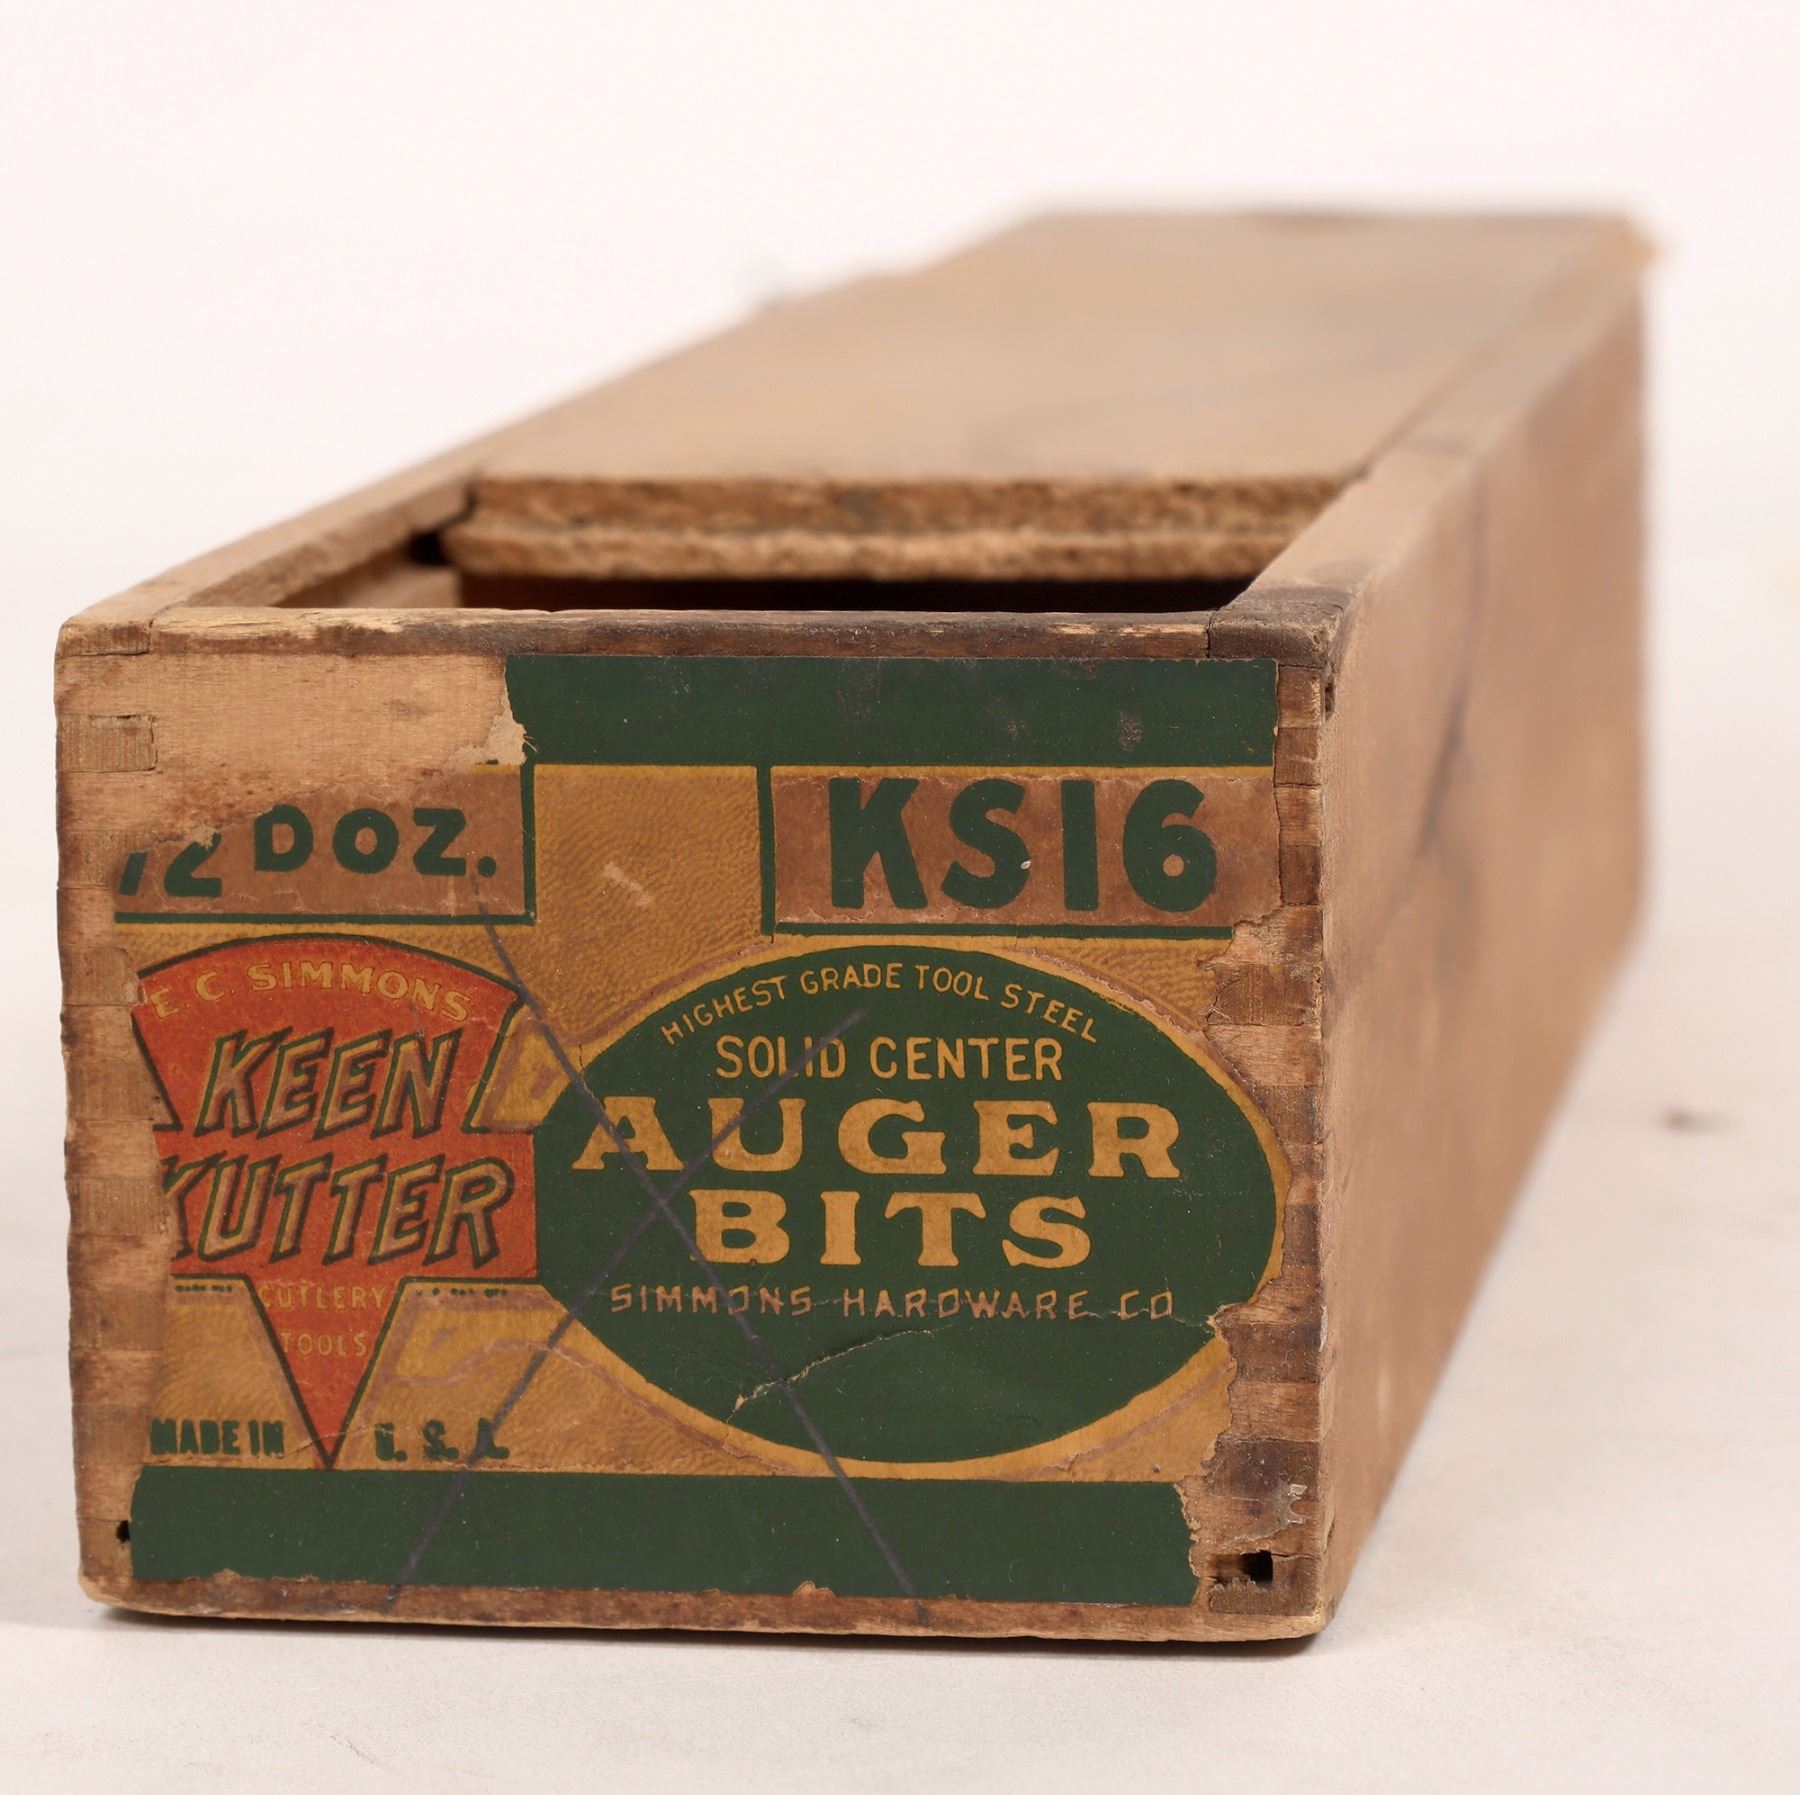 DOZ.
KS16
E. C. SIMMONS
KEEN
KUTTER
CUTLERY
TOOLS
MADE IN U. S. A.
HIGHEST GRADE TOOL STEEL
SOLID CENTER
AUGER
BITS
SIMMONS HARDWARE CO